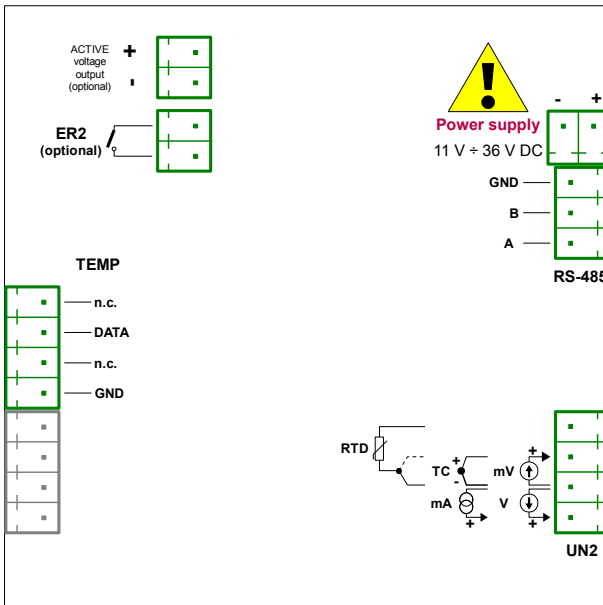 ACTIVE
voltage
output
(optional)
+
-
ER2
(optional)
!
Power supply
11 V ÷ 36 V DC
- +
GND
B
A
RS-485
TEMP
n.c.
DATA
n.c.
GND
RTD
TC
+
-
mV
+
mA
+
V
+
UN2